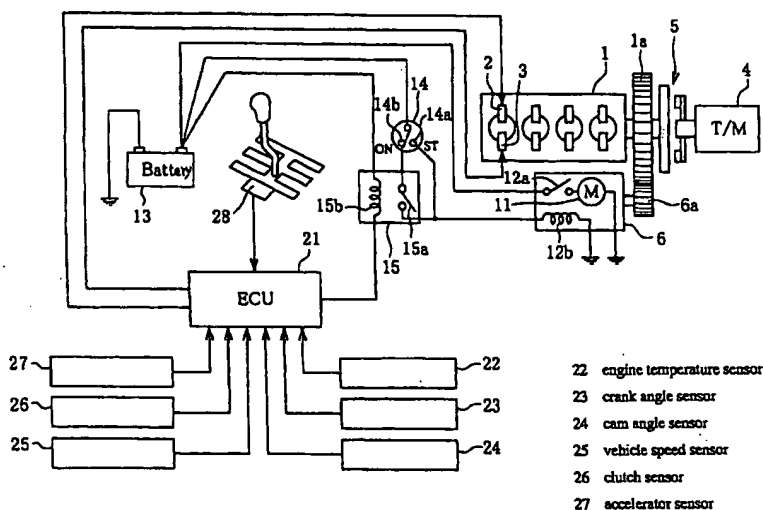 1a
5
1
2
3
4
T/M
14
14b
14a
ON
ST
Battery
13
12a
M
11
6a
28
15b
15a
15
12b
6
21
ECU
27
26
25
22
23
24
22 engine temperature sensor
23 crank angle sensor
24 cam angle sensor
25 vehicle speed sensor
26 clutch sensor
27 accelerator sensor